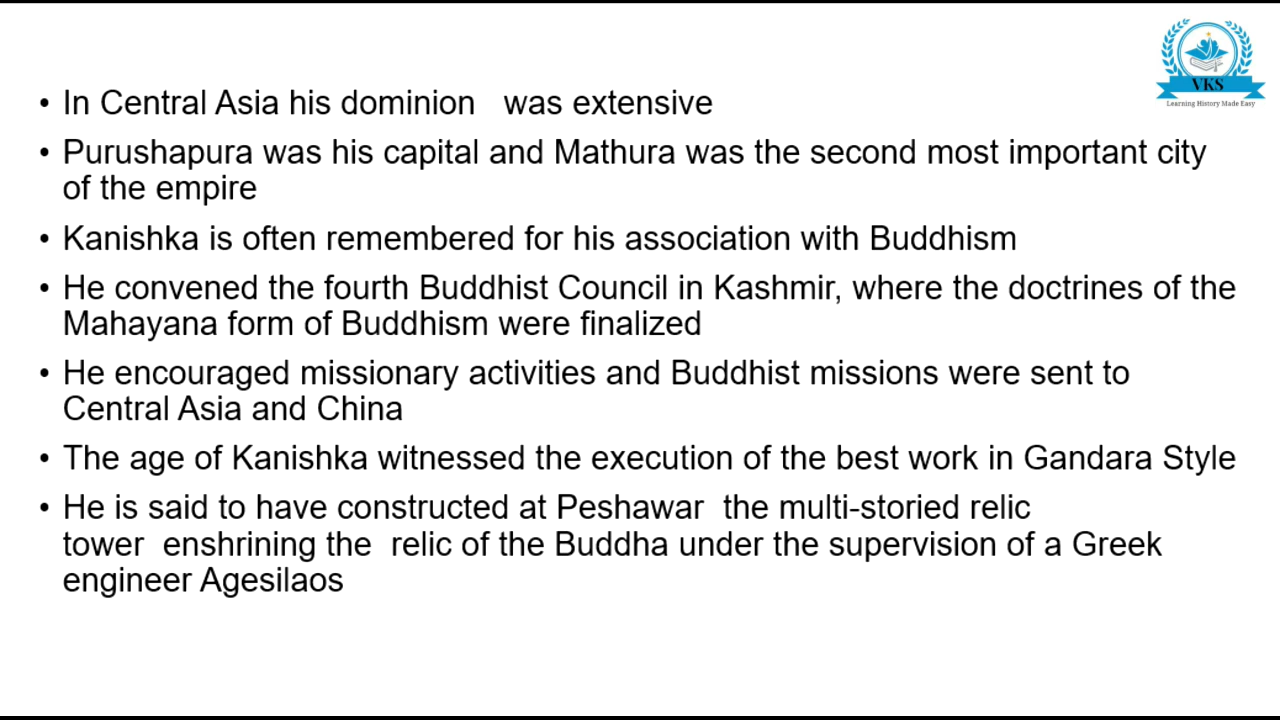 VKS
Learning History Made Easy
• In Central Asia his dominion was extensive
• Purushapura was his capital and Mathura was the second most important city
of the empire
• Kanishka is often remembered for his association with Buddhism
• He convened the fourth Buddhist Council in Kashmir, where the doctrines of the
Mahayana form of Buddhism were finalized
• He encouraged missionary activities and Buddhist missions were sent to
Central Asia and China
• The age of Kanishka witnessed the execution of the best work in Gandara Style
• He is said to have constructed at Peshawar the multi-storied relic
tower enshrining the relic of the Buddha under the supervision of a Greek
engineer Agesilaos